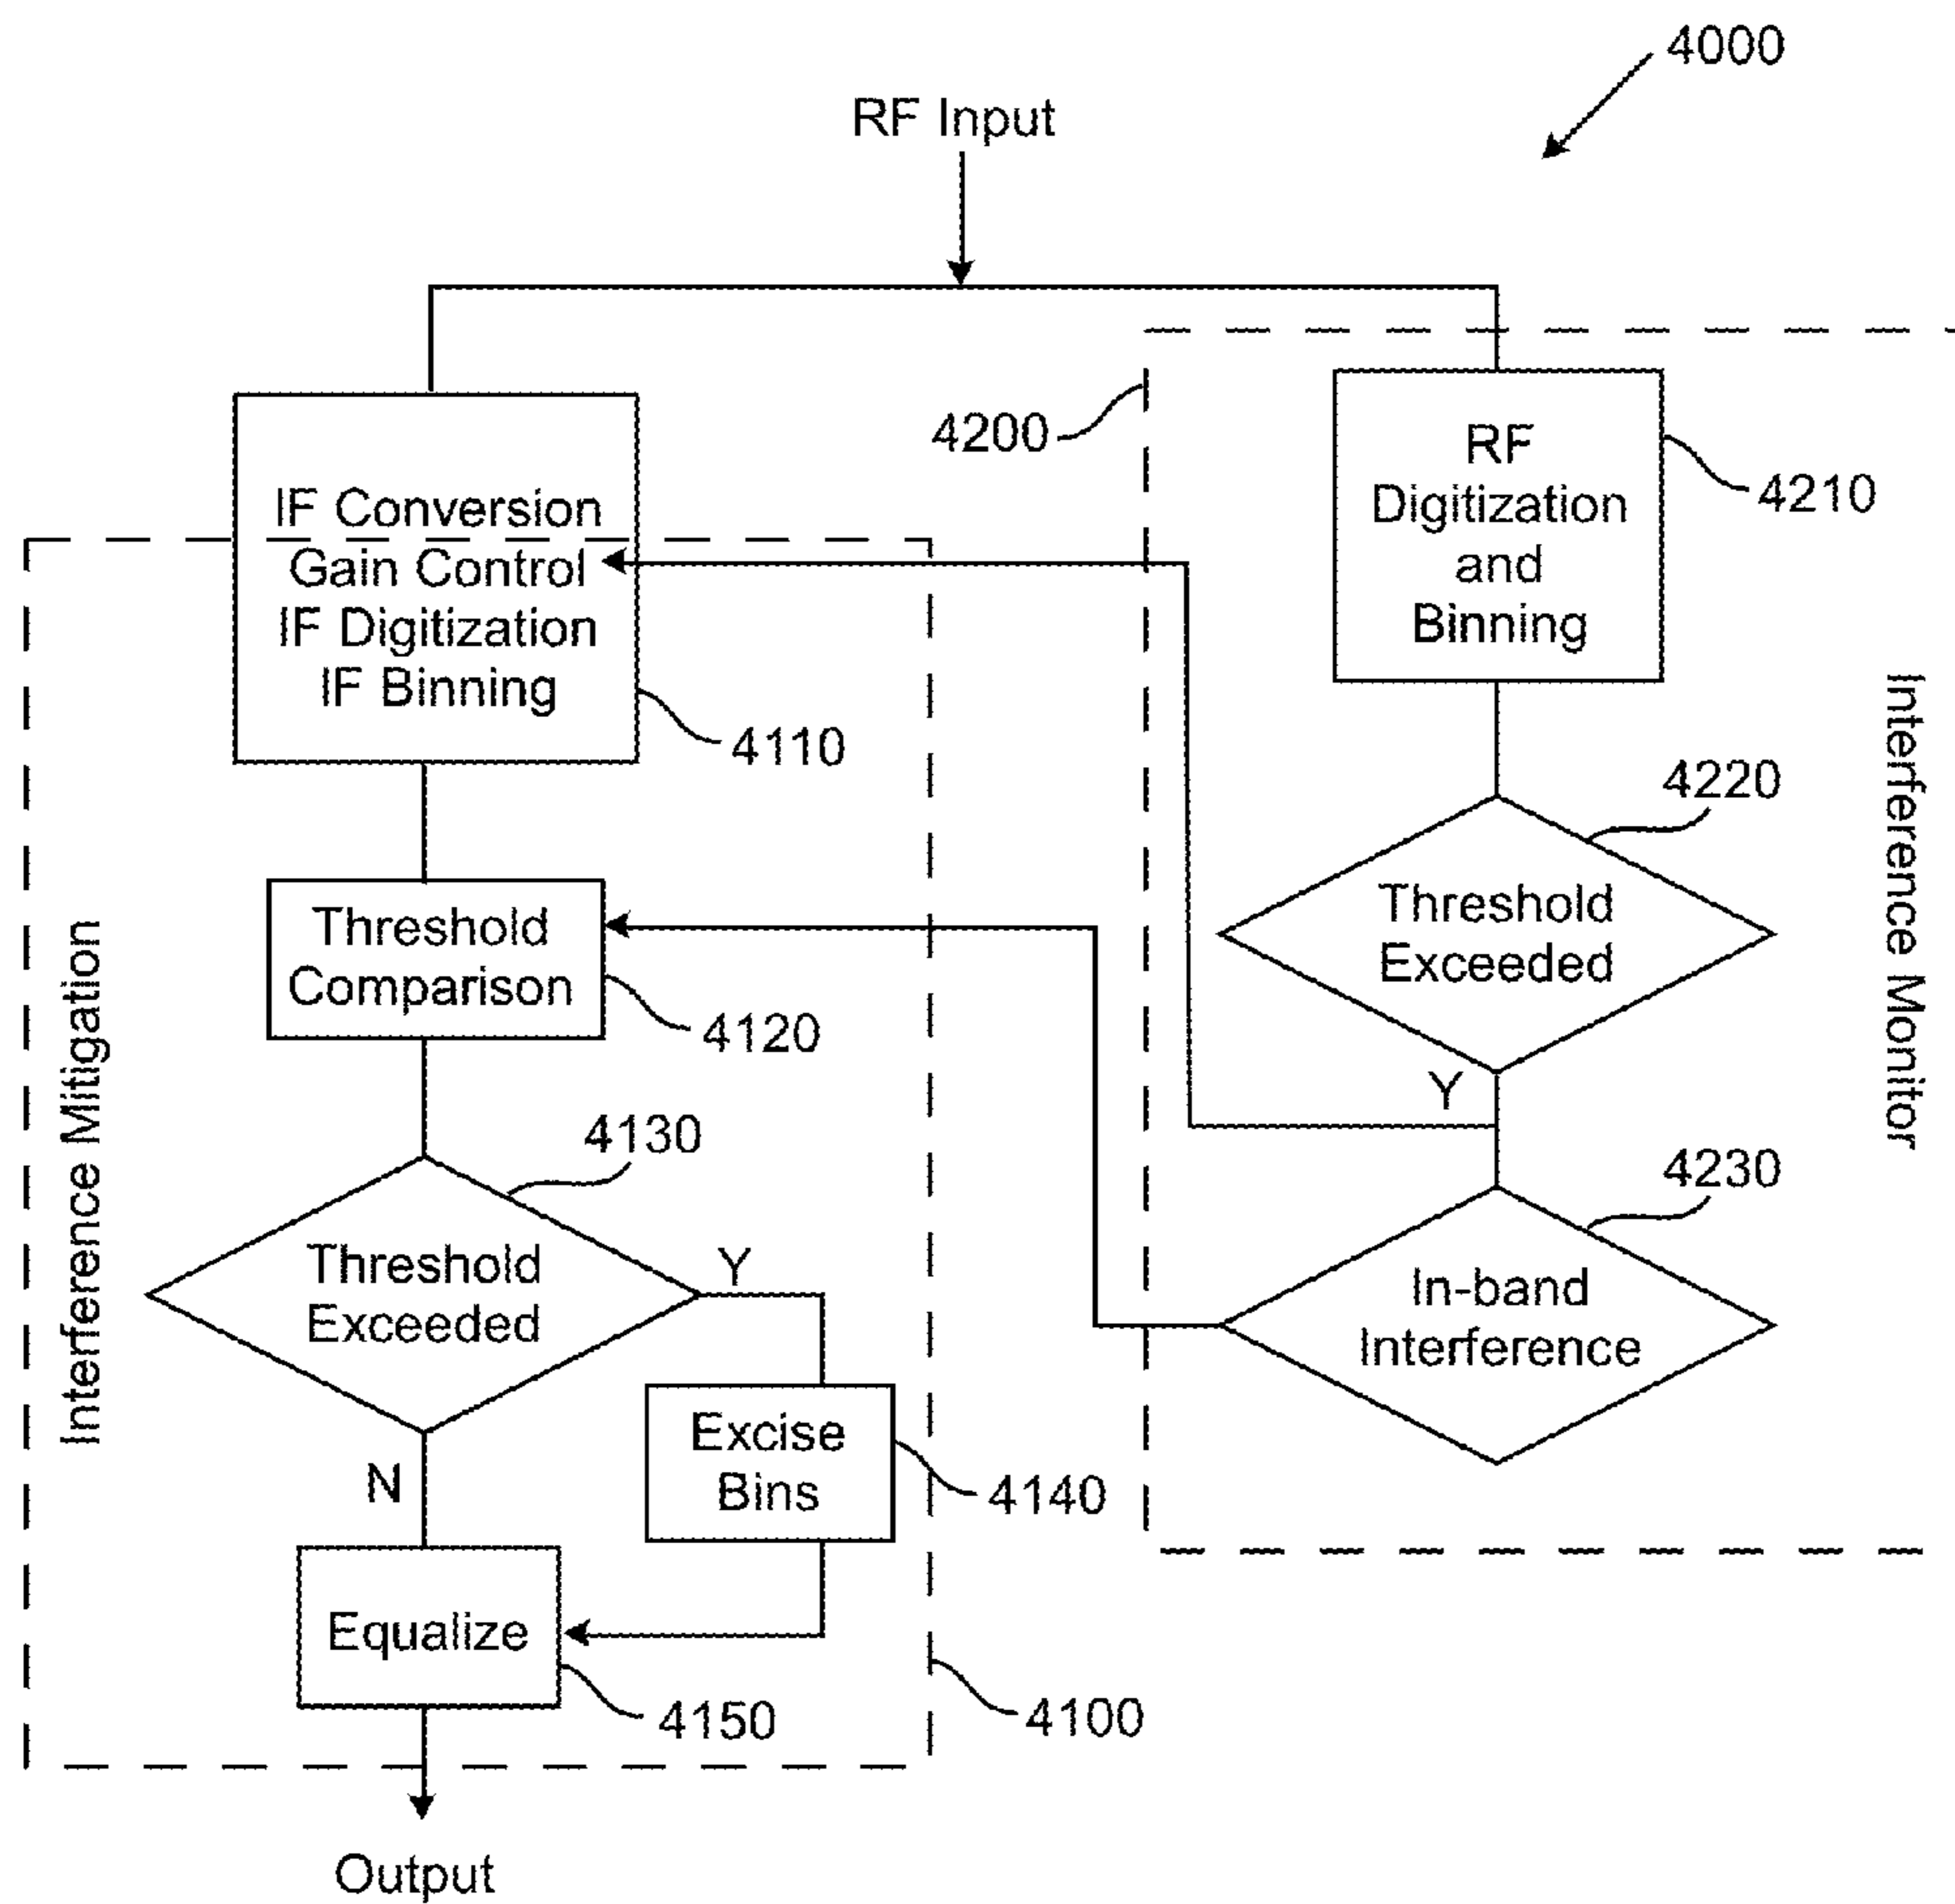 4000
RF Input
4200
RF
Digitization
and
Binning
4210
IF Conversion
Gain Control
IF Digitization
IF Binning
4110
Interference Monitor
4220
Threshold
Exceeded
Y
Threshold
Comparison
4120
Interference Mitigation
4130
Threshold
Exceeded
Y
N
4230
In-band
Interference
Excise
Bins
4140
Equalize
4150
4100
Output